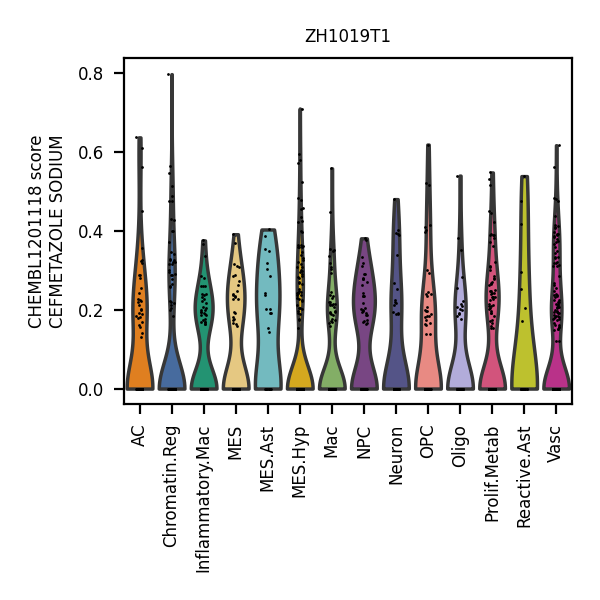 ZH1019T1
CHEMBL1201118 score
CEFMETAZOLE SODIUM
0.8
0.6
0.4
0.2
0.0
AC
Chromatin.Reg
Inflammatory.Mac
MES
MES.Ast
MES.Hyp
Mac
NPC
Neuron
OPC
Oligo
Prolif.Metab
Reactive.Ast
Vasc